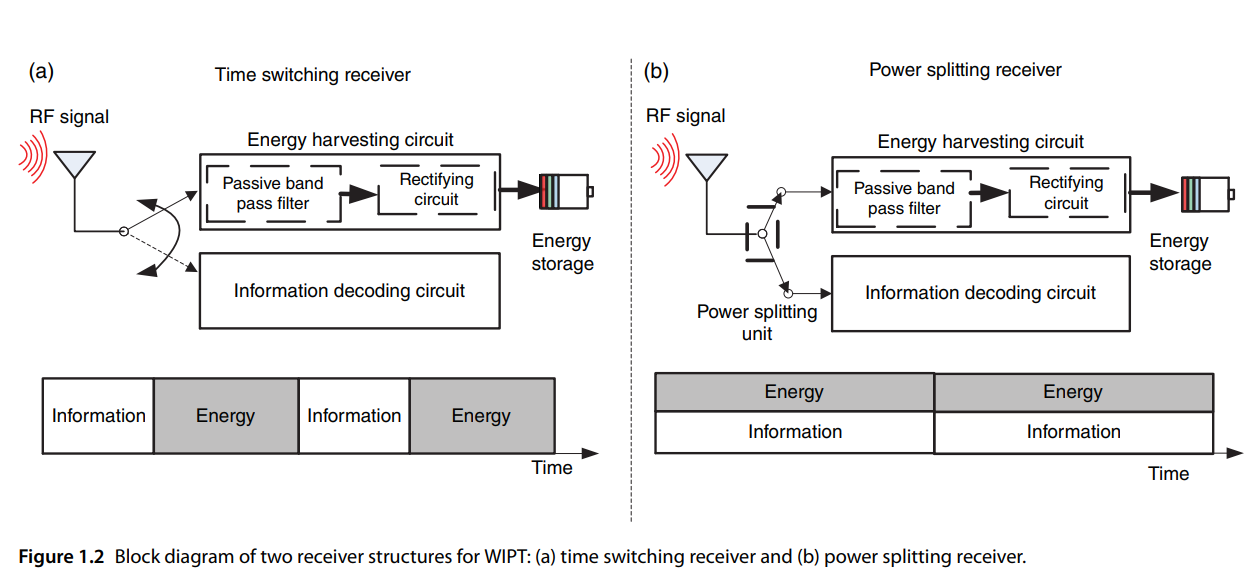 (a)
Time switching receiver
RF signal
Energy harvesting circuit
Passive band
pass filter
Rectifying
circuit
Energy
storage
Information decoding circuit
Information
Energy
Information
Energy
Time
(b)
Power splitting receiver
RF signal
Energy harvesting circuit
Passive band
pass filter
Rectifying
circuit
Energy
storage
Information decoding circuit
Power splitting
unit
Energy
Energy
Information
Information
Time
Figure 1.2 Block diagram of two receiver structures for WIPT: (a) time switching receiver and (b) power splitting receiver.